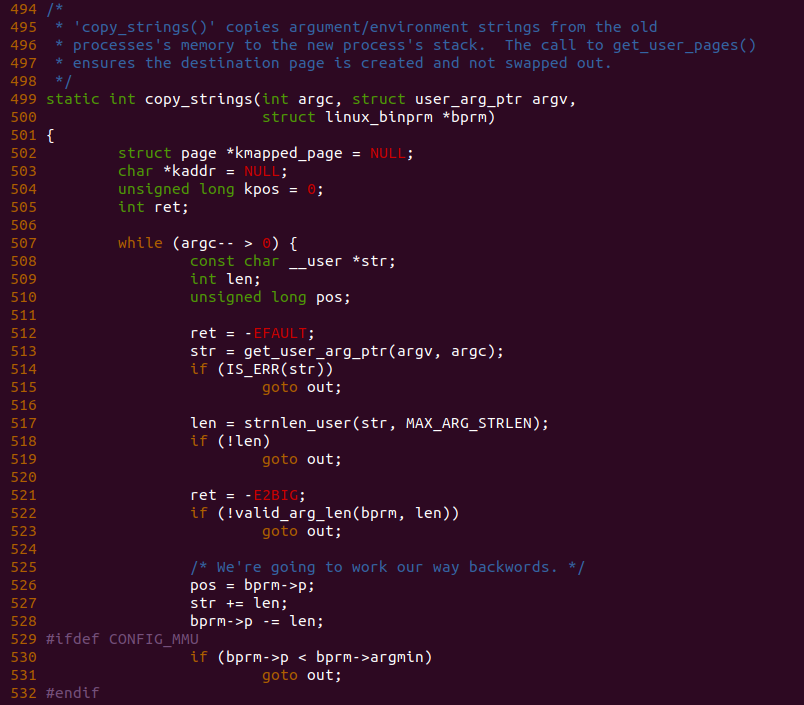 494 /*
495  * 'copy_strings()' copies argument/environment strings from the old
496  * processes's memory to the new process's stack.  The call to get_user_pages()
497  * ensures the destination page is created and not swapped out.
498  */
499 static int copy_strings(int argc, struct user_arg_ptr argv,
500                         struct linux_binprm *bprm)
501 {
502         struct page *kmapped_page = NULL;
503         char *kaddr = NULL;
504         unsigned long kpos = 0;
505         int ret;
506
507         while (argc-- > 0) {
508                 const char __user *str;
509                 int len;
510                 unsigned long pos;
511
512                 ret = -EFAULT;
513                 str = get_user_arg_ptr(argv, argc);
514                 if (IS_ERR(str))
515                         goto out;
516
517                 len = strnlen_user(str, MAX_ARG_STRLEN);
518                 if (!len)
519                         goto out;
520
521                 ret = -E2BIG;
522                 if (!valid_arg_len(bprm, len))
523                         goto out;
524
525                 /* We're going to work our way backwords. */
526                 pos = bprm->p;
527                 str += len;
528                 bprm->p -= len;
529 #ifdef CONFIG_MMU
530                 if (bprm->p < bprm->argmin)
531                         goto out;
532 #endif